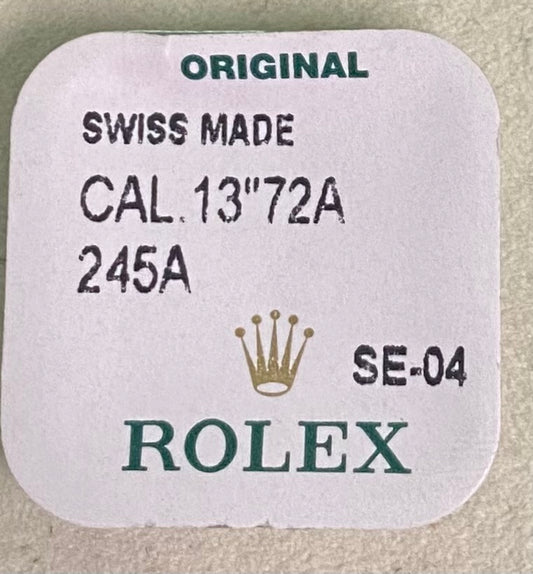 ORIGINAL
SWISS MADE
CAL. 13"72A
245A
SE-04
ROLEX